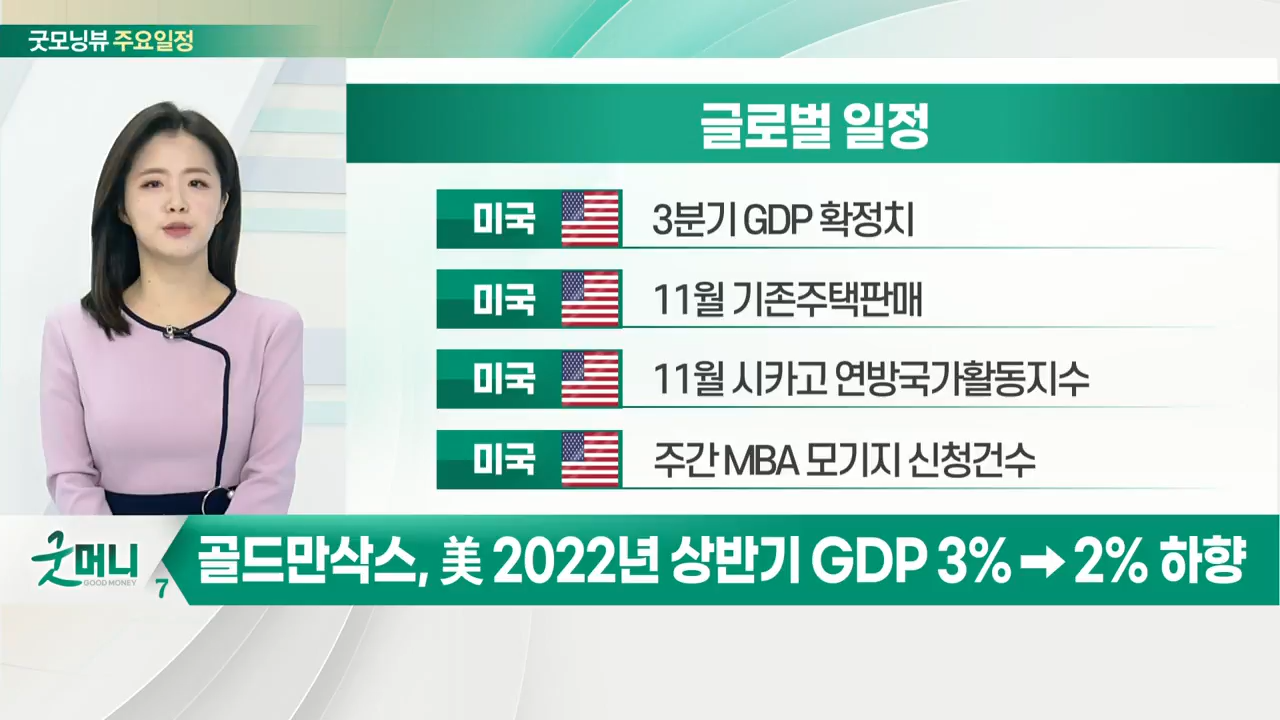 굿모닝뷰 주요일정
글로벌 일정
미국 3분기 GDP 확정치
미국 11월 기존주택판매
미국 11월 시카고 연방국가활동지수
미국 주간 MBA 모기지 신청건수
굿머니
GOOD MONEY
7
골드만삭스, 美 2022년 상반기 GDP 3% ➡ 2% 하향